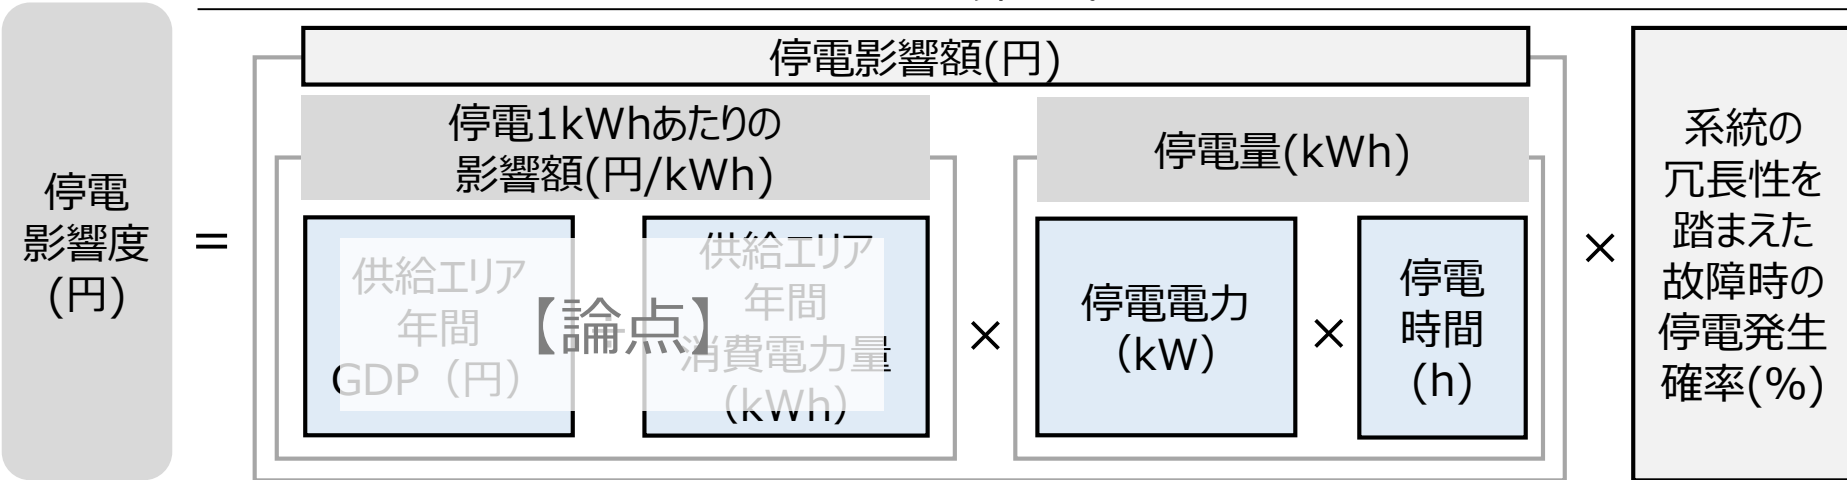 停電
影響度
(円)
=
停電影響額(円)
停電1kWhあたりの
影響額(円/kWh)
供給エリア
年間
GDP（円）
【論点】
供給エリア
年間
消費電力量
（kWh）
×
停電量(kWh)
停電電力
（kW）
×
停電
時間
(h)
×
系統の
冗長性を
踏まえた
故障時の
停電発生
確率(%)